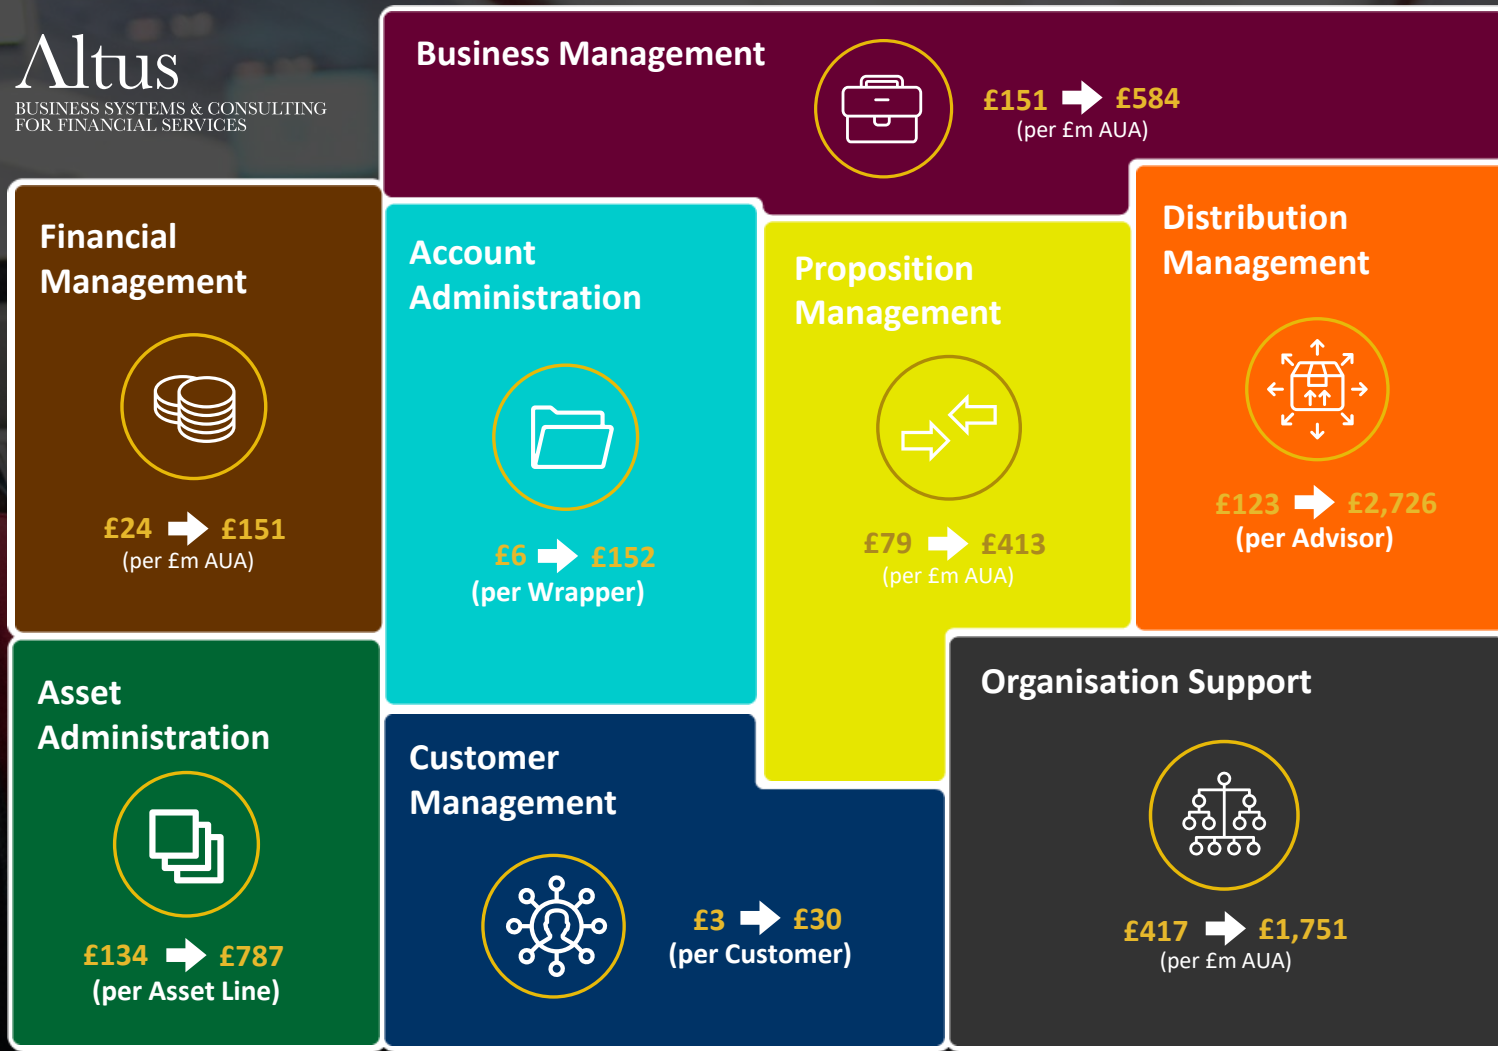 Altus
BUSINESS SYSTEMS & CONSULTING
FOR FINANCIAL SERVICES
Business Management
£151 £584
(per £m AUA)
Financial
Management
£24 £151
(per £m AUA)
Account
Administration
£6 £152
(per Wrapper)
Proposition
Management
£79 £413
(per £m AUA)
Distribution
Management
£123 £2,726
(per Advisor)
Asset
Administration
£134 £787
(per Asset Line)
Customer
Management
£3 £30
(per Customer)
Organisation Support
£417 £1,751
(per £m AUA)